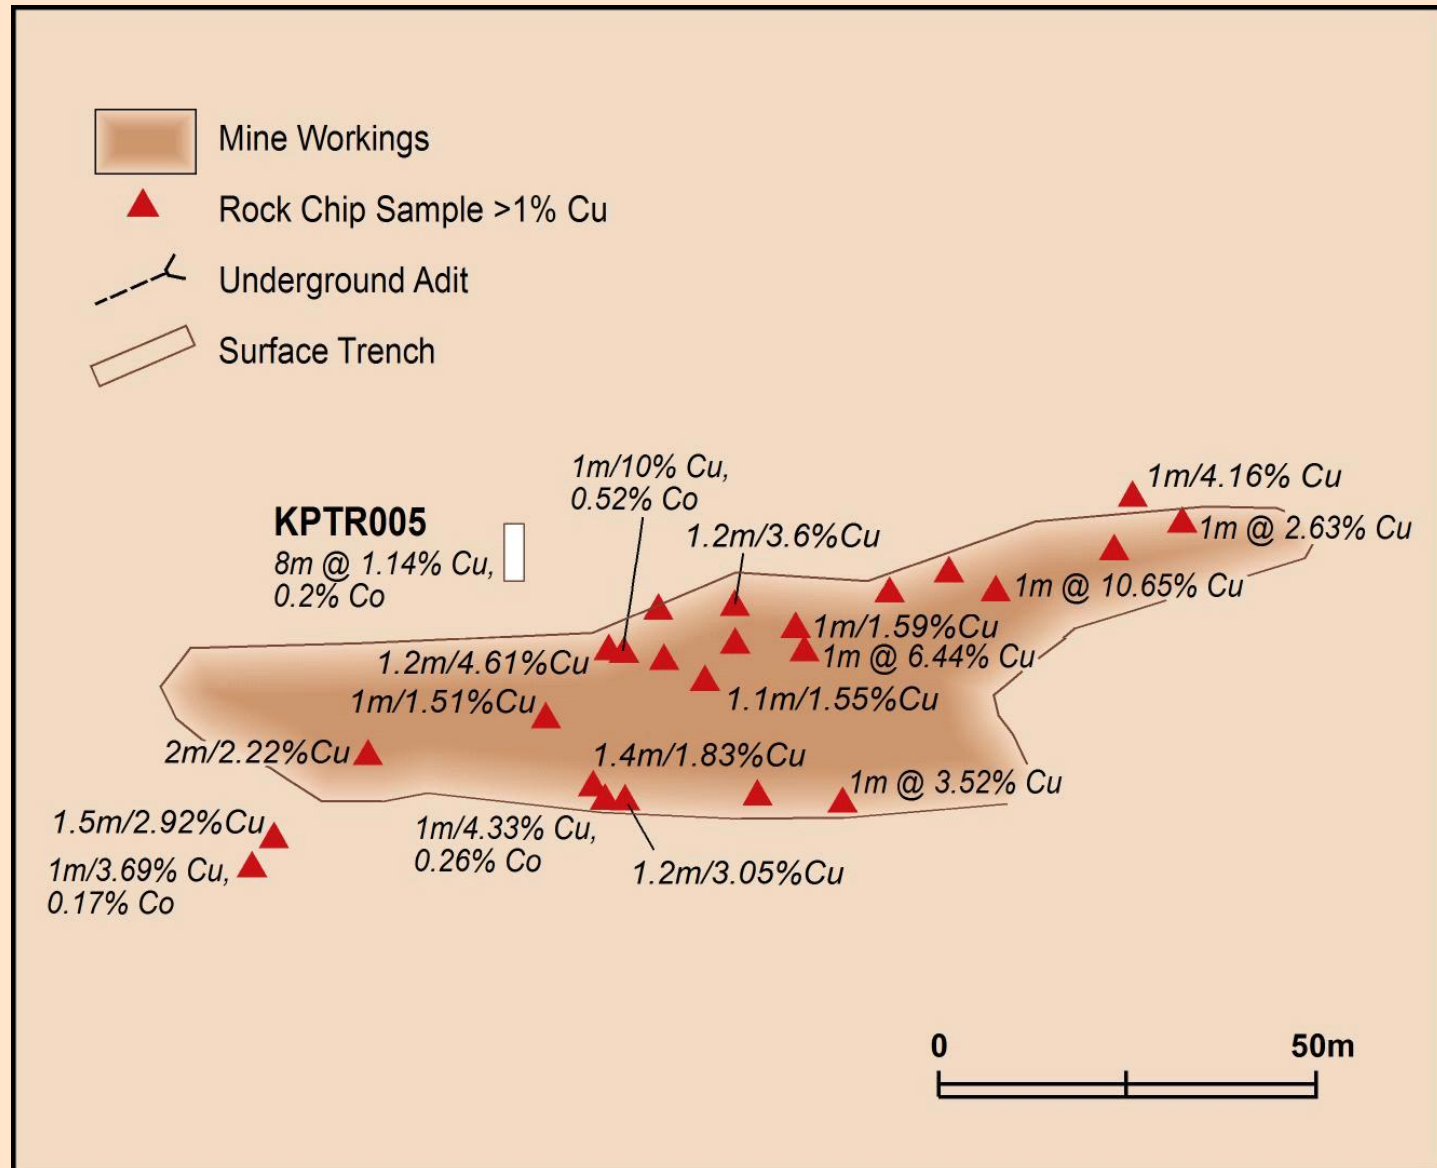 Mine Workings
Rock Chip Sample >1% Cu
Underground Adit
Surface Trench
1m/10% Cu,
0.52% Co
1m/4.16% Cu
KPTR005
8m @ 1.14% Cu,
0.2% Co
1.2m/3.6%Cu
1m @ 2.63% Cu
1m @ 10.65% Cu
1m/1.59%Cu
1.2m/4.61%Cu
1m @ 6.44% Cu
1m/1.51%Cu
1.1m/1.55%Cu
2m/2.22%Cu
1.4m/1.83%Cu
1m @ 3.52% Cu
1.5m/2.92%Cu
1m/4.33% Cu,
0.26% Co
1.2m/3.05%Cu
1m/3.69% Cu,
0.17% Co
0
50m